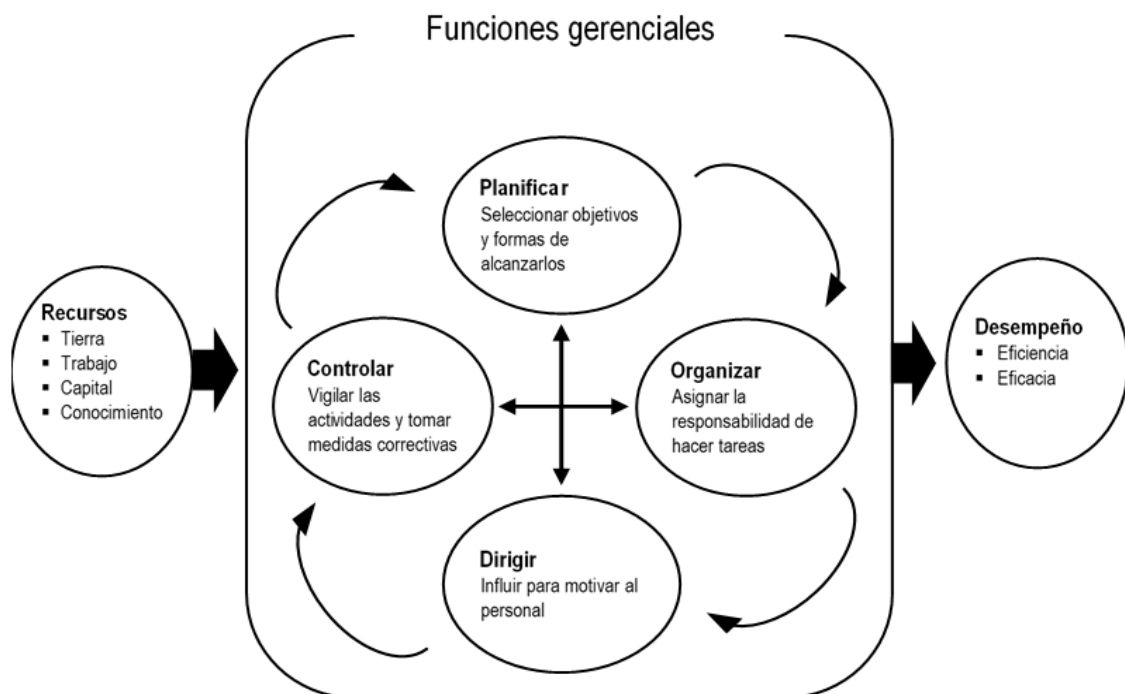 Funciones gerenciales
Planificar
Seleccionar objetivos
y formas de
alcanzarlos
Recursos
▪ Tierra
▪ Trabajo
▪ Capital
▪ Conocimiento
Controlar
Vigilar las
actividades y tomar
medidas correctivas
Organizar
Asignar la
responsabilidad de
hacer tareas
Dirigir
Influir para motivar al
personal
Desempeño
▪ Eficiencia
▪ Eficacia